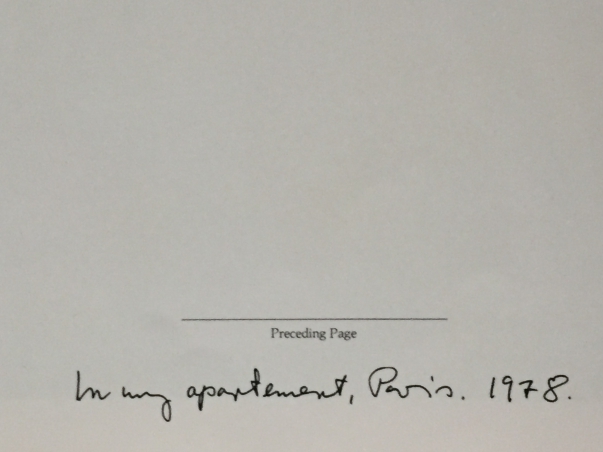 Preceding Page
In my apartement, Paris. 1978.